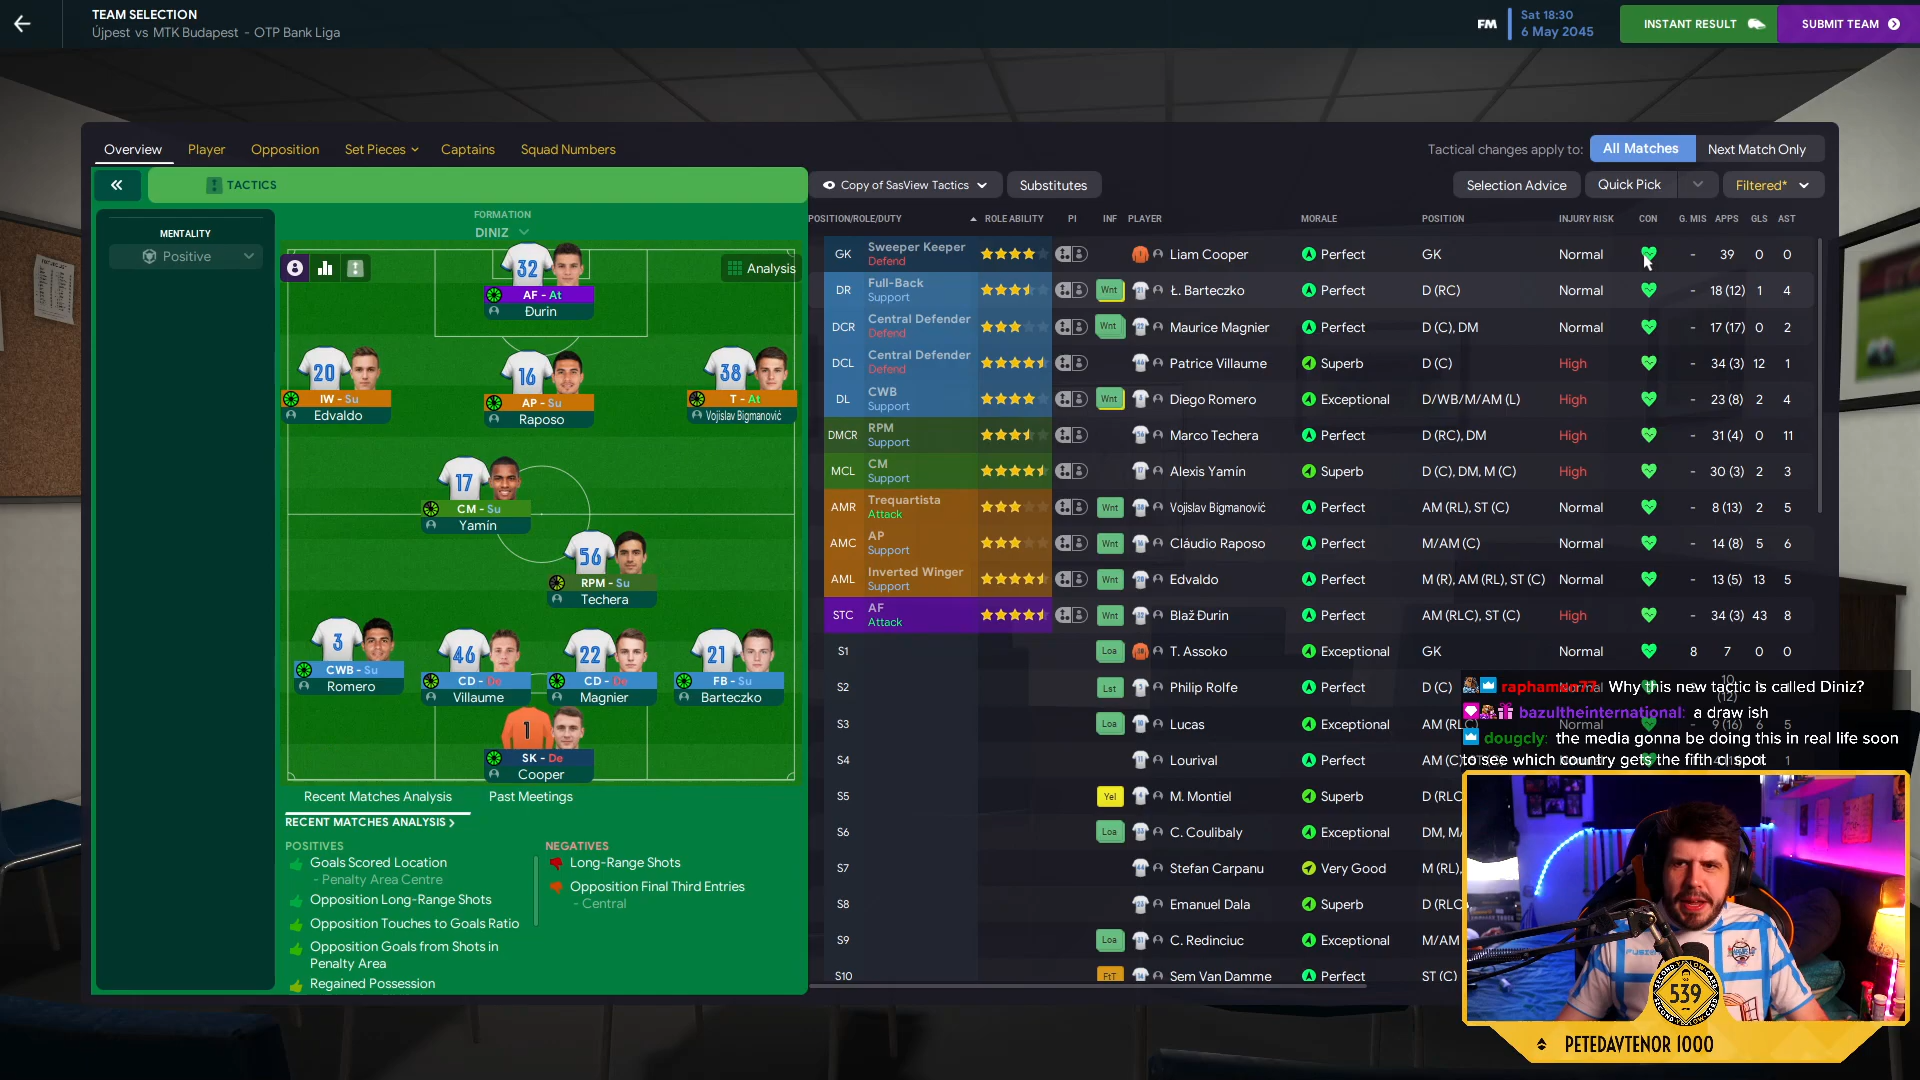 TEAM SELECTION
Újpest vs MTK Budapest - OTP Bank Liga
FM
Sat 18:30
6 May 2045
INSTANT RESULT
SUBMIT TEAM
Overview
Player
Opposition
Set Pieces
Captains
Squad Numbers
Tactical changes apply to:
All Matches
Next Match Only
TACTICS
Copy of SasView Tactics
Substitutes
Selection Advice
Quick Pick
Filtered*
MENTALITY
Positive
FORMATION
DINIZ
Analysis
32
AF - At
Đurin
20
IW - Su
Edvaldo
16
AP - Su
Raposo
38
T - At
Vojislav Bigmanović
17
CM - Su
Yamín
56
RPM - Su
Techera
3
CWB - Su
Romero
46
CD - De
Villaume
22
CD - De
Magnier
21
FB - Su
Barteczko
1
SK - De
Cooper
Recent Matches Analysis
Past Meetings
RECENT MATCHES ANALYSIS >
POSITIVES
Goals Scored Location
- Penalty Area Centre
Opposition Long-Range Shots
Opposition Touches to Goals Ratio
Opposition Goals from Shots in
Penalty Area
Regained Possession
NEGATIVES
Long-Range Shots
Opposition Final Third Entries
- Central
POSITION/ROLE/DUTY ROLE ABILITY PI INF PLAYER MORALE POSITION INJURY RISK CON G. MIS APPS GLS AST
GK Sweeper Keeper Defend Liam Cooper Perfect GK Normal - 39 0 0
DR Full-Back Support Wnt Ł. Barteczko Perfect D (RC) Normal - 18 (12) 1 4
DCR Central Defender Defend Wnt Maurice Magnier Perfect D (C), DM Normal - 17 (17) 0 2
DCL Central Defender Defend Patrice Villaume Superb D (C) High - 34 (3) 12 1
DL CWB Support Wnt Diego Romero Exceptional D/WB/M/AM (L) High - 23 (8) 2 4
DMCR RPM Support Marco Techera Perfect D (RC), DM High - 31 (4) 0 11
MCL CM Support Alexis Yamín Superb D (C), DM, M (C) High - 30 (3) 2 3
AMR Trequartista Attack Wnt Vojislav Bigmanović Perfect AM (RL), ST (C) Normal - 8 (13) 2 5
AMC AP Support Wnt Cláudio Raposo Perfect M/AM (C) Normal - 14 (8) 5 6
AML Inverted Winger Support Wnt Edvaldo Perfect M (R), AM (RL), ST (C) Normal - 13 (5) 13 5
STC AF Attack Wnt Blaž Đurin Perfect AM (RLC), ST (C) High - 34 (3) 43 8
S1 Loa T. Assoko Exceptional GK Normal 8 7 0 0
S2 Lst Philip Rolfe Perfect D (C)
S3 Loa Lucas Exceptional AM (RLC) 9 (16) 6 5
S4 Lourival Perfect AM (R
S5 Yel M. Montiel Superb D (RLC
S6 Loa C. Coulibaly Exceptional DM, M/
S7 Stefan Carpanu Very Good M (RL),
S8 Emanuel Dala Superb D (RLC
S9 Loa C. Redinciuc Exceptional M/AM
S10 FtT Sem Van Damme Perfect ST (C)
raphaman77 Why this new tactic is called Diniz?
bazultheinternational: a draw ish
dougcly: the media gonna be doing this in real life soon
to see which country gets the fifth cl spot
SECOND YELLOW CARD
539
PETEDAVTENOR 1000